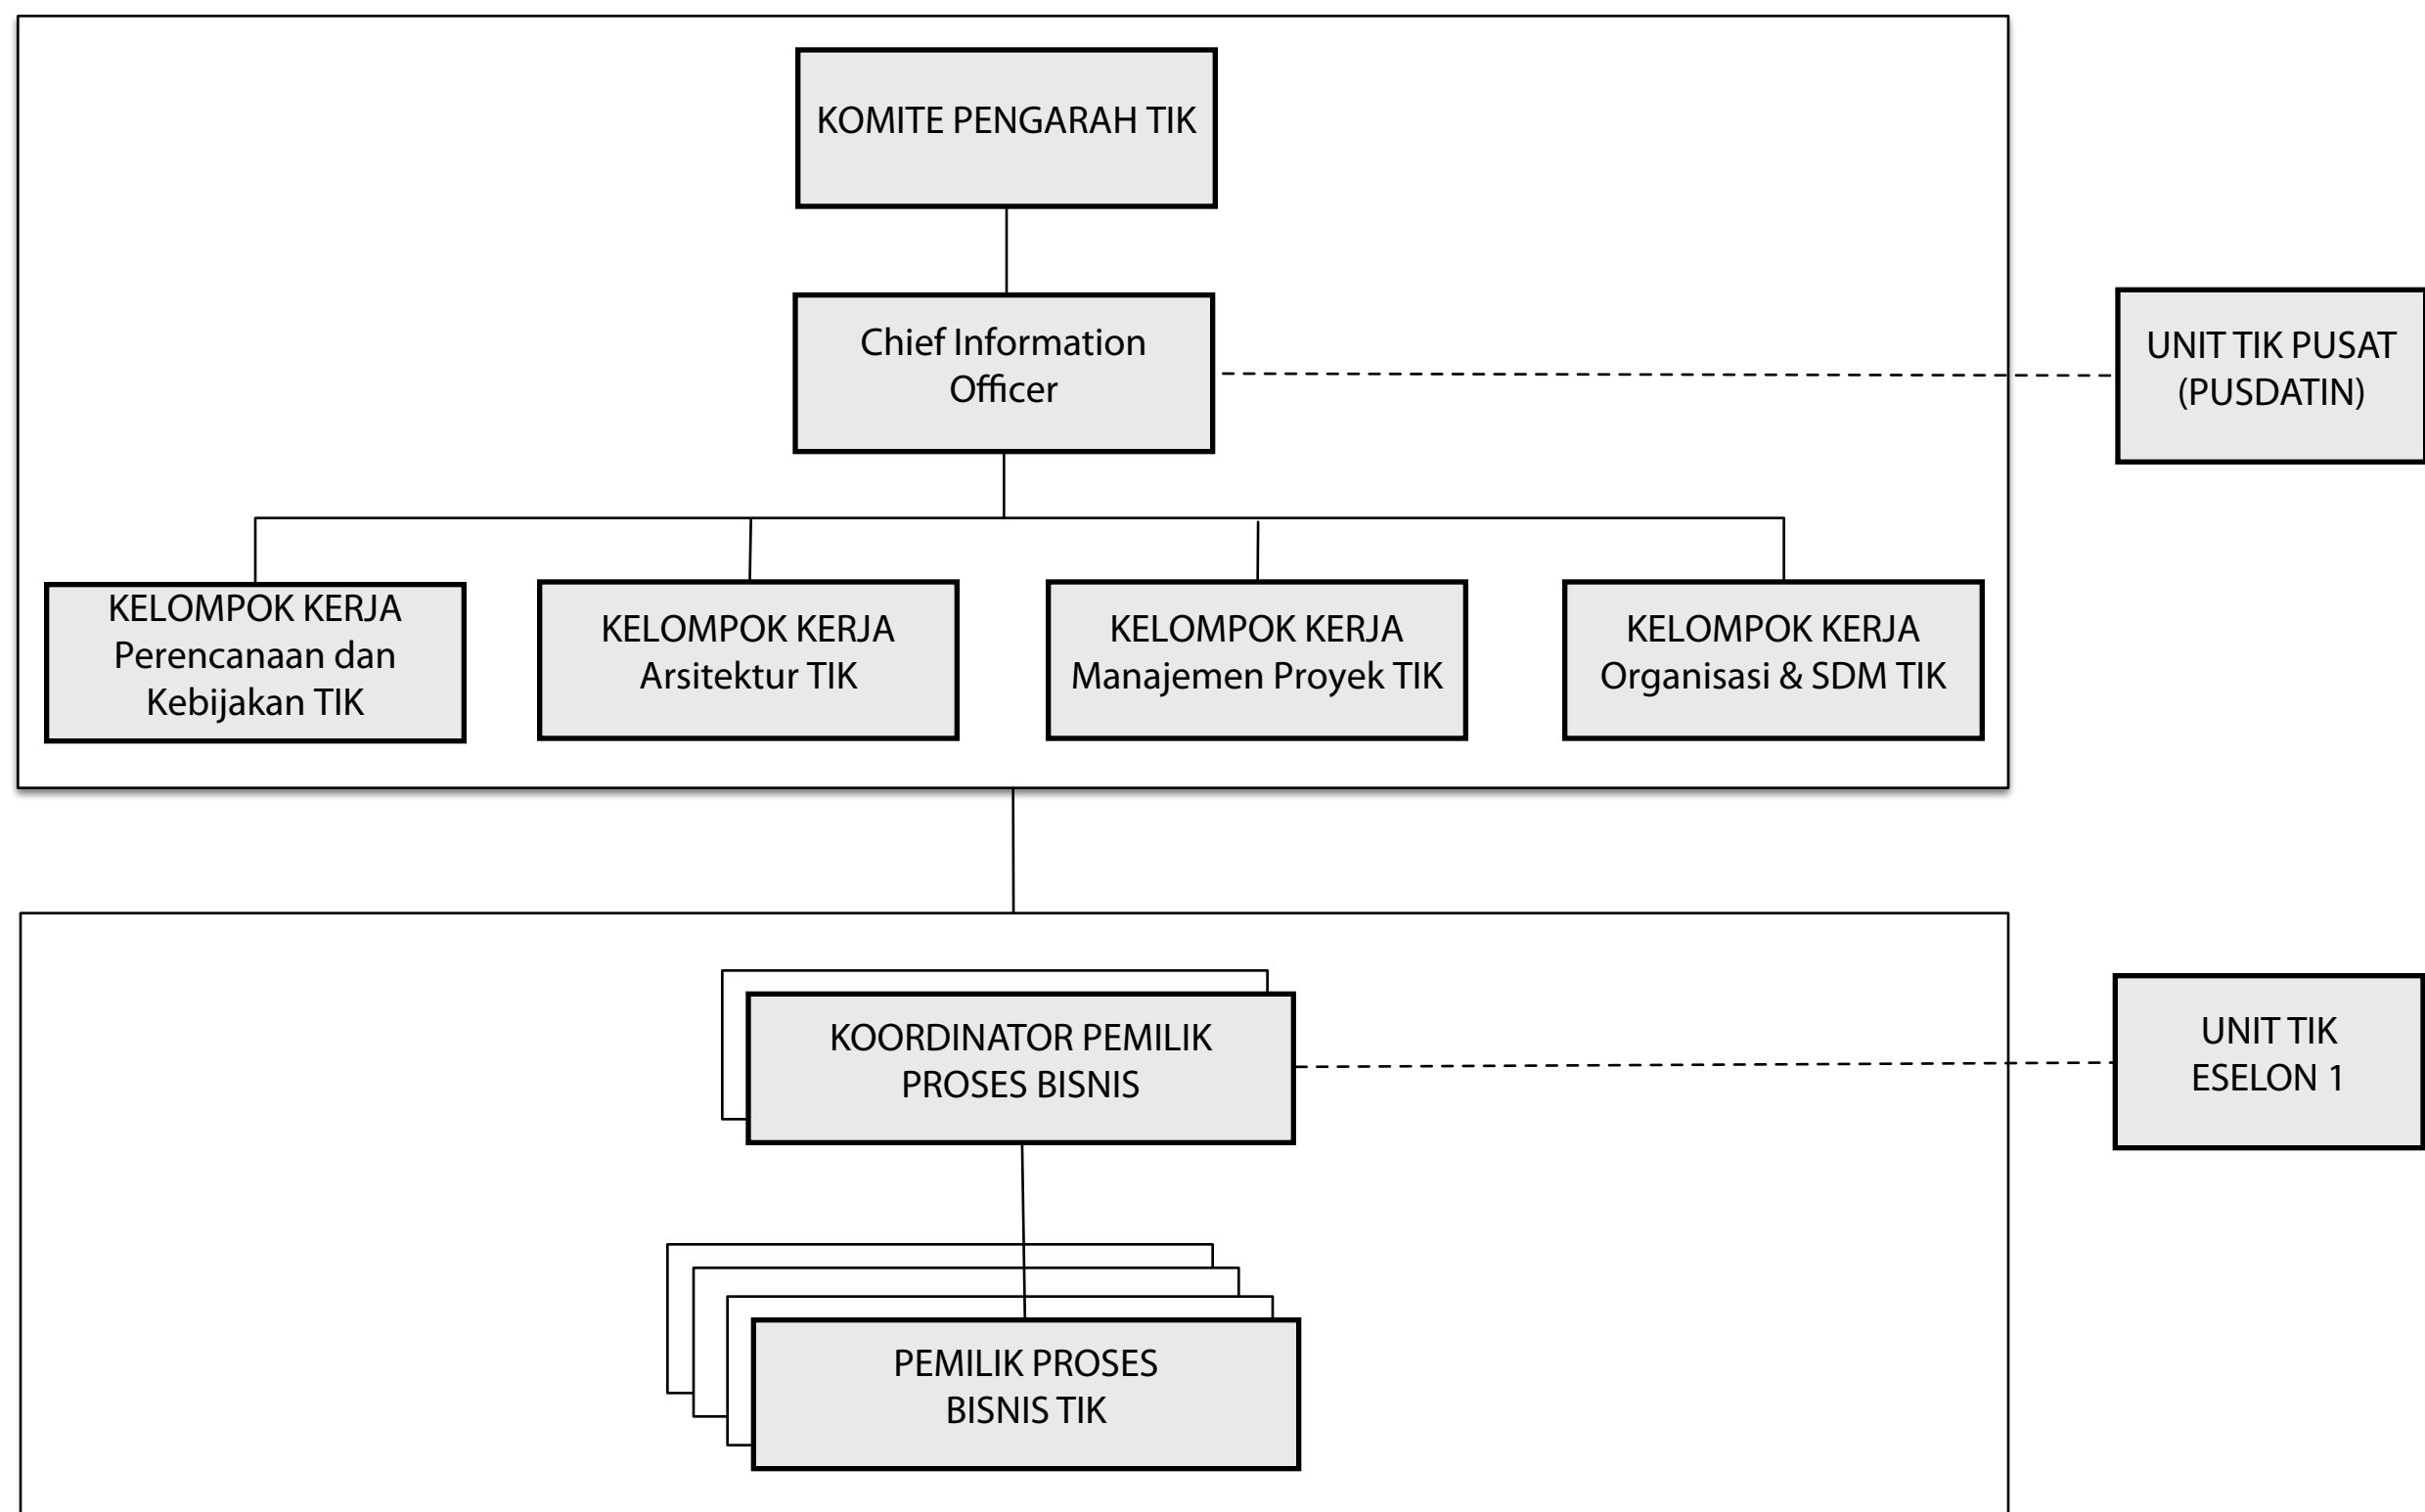 KOMITE PENGARAH TIK
Chief Information
Officer
UNIT TIK PUSAT
(PUSDATIN)
KELOMPOK KERJA
Perencanaan dan
Kebijakan TIK
KELOMPOK KERJA
Arsitektur TIK
KELOMPOK KERJA
Manajemen Proyek TIK
KELOMPOK KERJA
Organisasi & SDM TIK
KOORDINATOR PEMILIK
PROSES BISNIS
UNIT TIK
ESELON 1
PEMILIK PROSES
BISNIS TIK